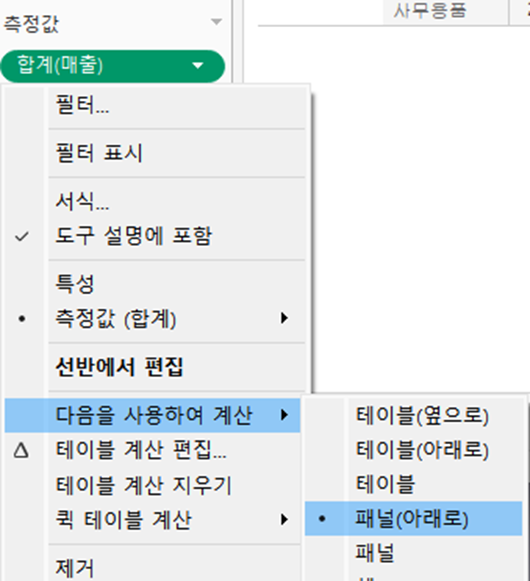 측정값
사무용품
합계(매출)
필터...
필터 표시
서식...
도구 설명에 포함
특성
측정값 (합계)
선반에서 편집
다음을 사용하여 계산
테이블(옆으로)
테이블 계산 편집...
테이블(아래로)
테이블 계산 지우기
테이블
퀵 테이블 계산
패널(아래로)
제거
패널